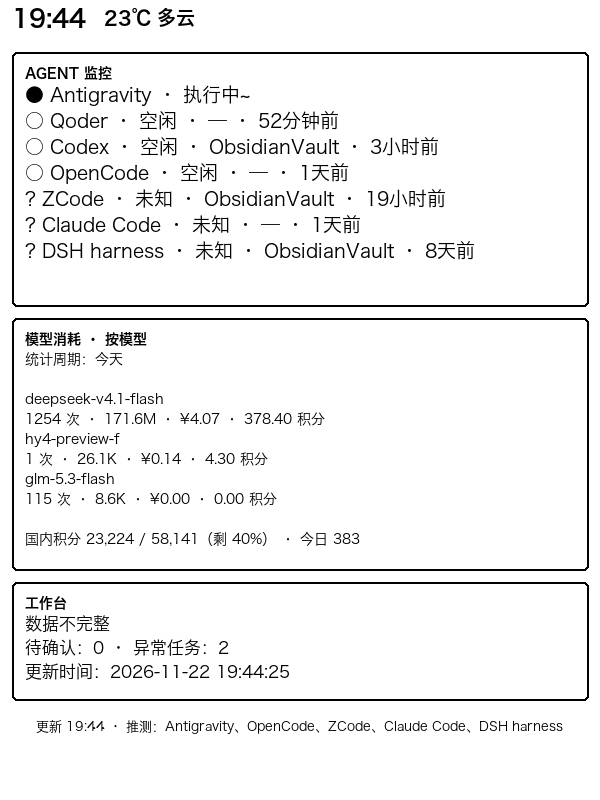 19:44 23℃ 多云
AGENT 监控
● Antigravity · 执行中~
○ Qoder · 空闲 · — · 52分钟前
○ Codex · 空闲 · ObsidianVault · 3小时前
○ OpenCode · 空闲 · — · 1天前
? ZCode · 未知 · ObsidianVault · 19小时前
? Claude Code · 未知 · — · 1天前
? DSH harness · 未知 · ObsidianVault · 8天前
模型消耗 · 按模型
统计周期：今天
deepseek-v4.1-flash
1254 次 · 171.6M · ¥4.07 · 378.40 积分
hy4-preview-f
1 次 · 26.1K · ¥0.14 · 4.30 积分
glm-5.3-flash
115 次 · 8.6K · ¥0.00 · 0.00 积分
国内积分 23,224 / 58,141（剩 40%） · 今日 383
工作台
数据不完整
待确认：0 · 异常任务：2
更新时间：2026-11-22 19:44:25
更新 19:44 · 推测：Antigravity、OpenCode、ZCode、Claude Code、DSH harness